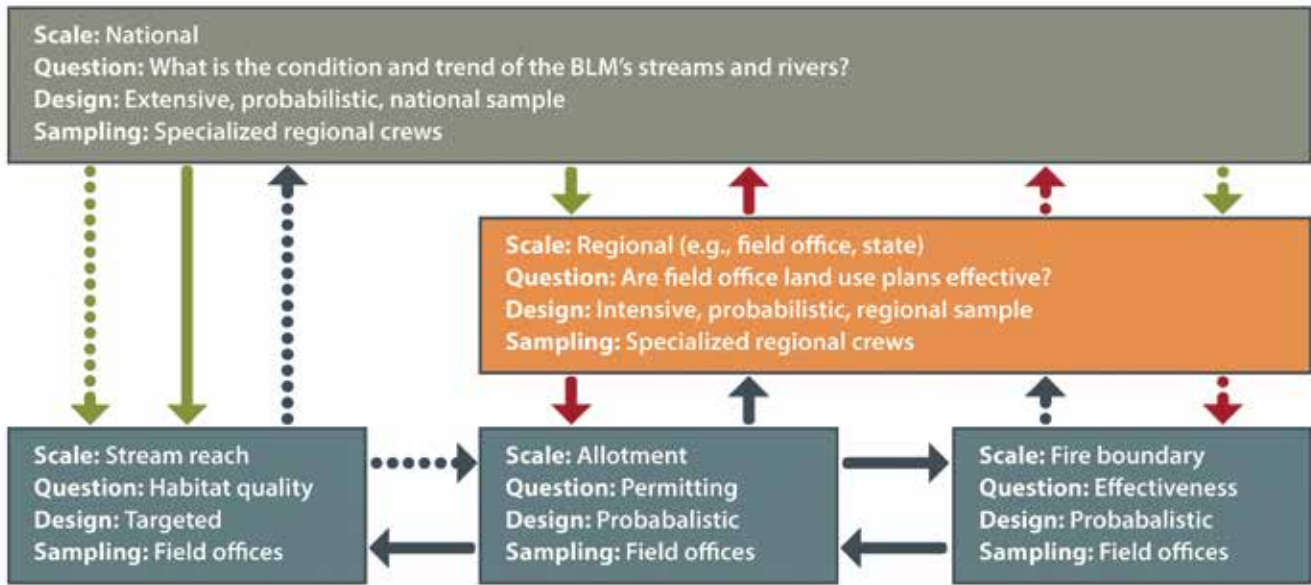 Scale: National
Question: What is the condition and trend of the BLM's streams and rivers?
Design: Extensive, probabilistic, national sample
Sampling: Specialized regional crews
Scale: Regional (e.g., field office, state)
Question: Are field office land use plans effective?
Design: Intensive, probabilistic, regional sample
Sampling: Specialized regional crews
Scale: Stream reach
Question: Habitat quality
Design: Targeted
Sampling: Field offices
Scale: Allotment
Question: Permitting
Design: Probabalistic
Sampling: Field offices
Scale: Fire boundary
Question: Effectiveness
Design: Probabalistic
Sampling: Field offices